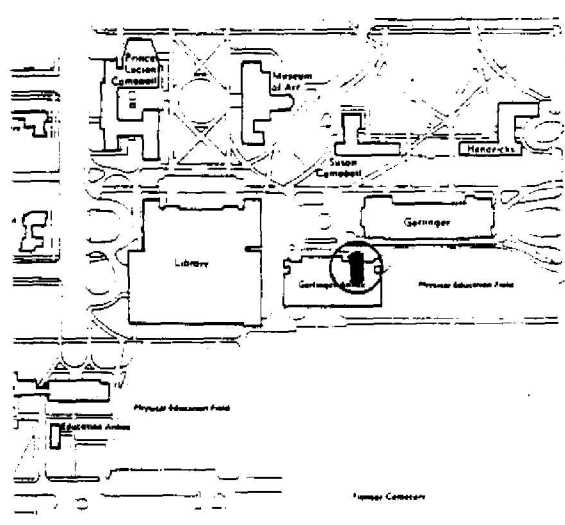 Prince
Lucien
Campbell
Museum
of Art
Susan
Campbell
Hendricks
Gerlinger
Library
Gerlinger Annex
Physical Education Field
Physical Education Field
Education Annex
Pioneer Cemetery